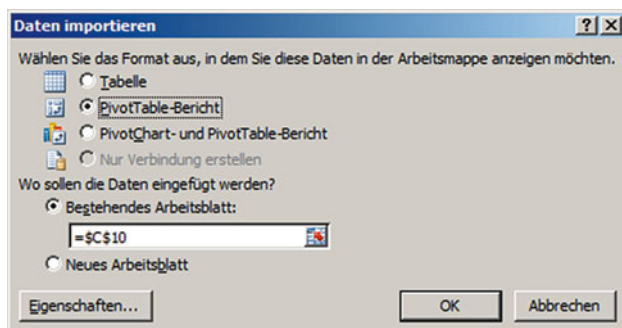 Daten importieren
Wählen Sie das Format aus, in dem Sie diese Daten in der Arbeitsmappe anzeigen möchten.
Tabelle
PivotTable-Bericht
PivotChart- und PivotTable-Bericht
Nur Verbindung erstellen
Wo sollen die Daten eingefügt werden?
Bestehendes Arbeitsblatt:
=$C$10
Neues Arbeitsblatt
Eigenschaften... OK Abbrechen